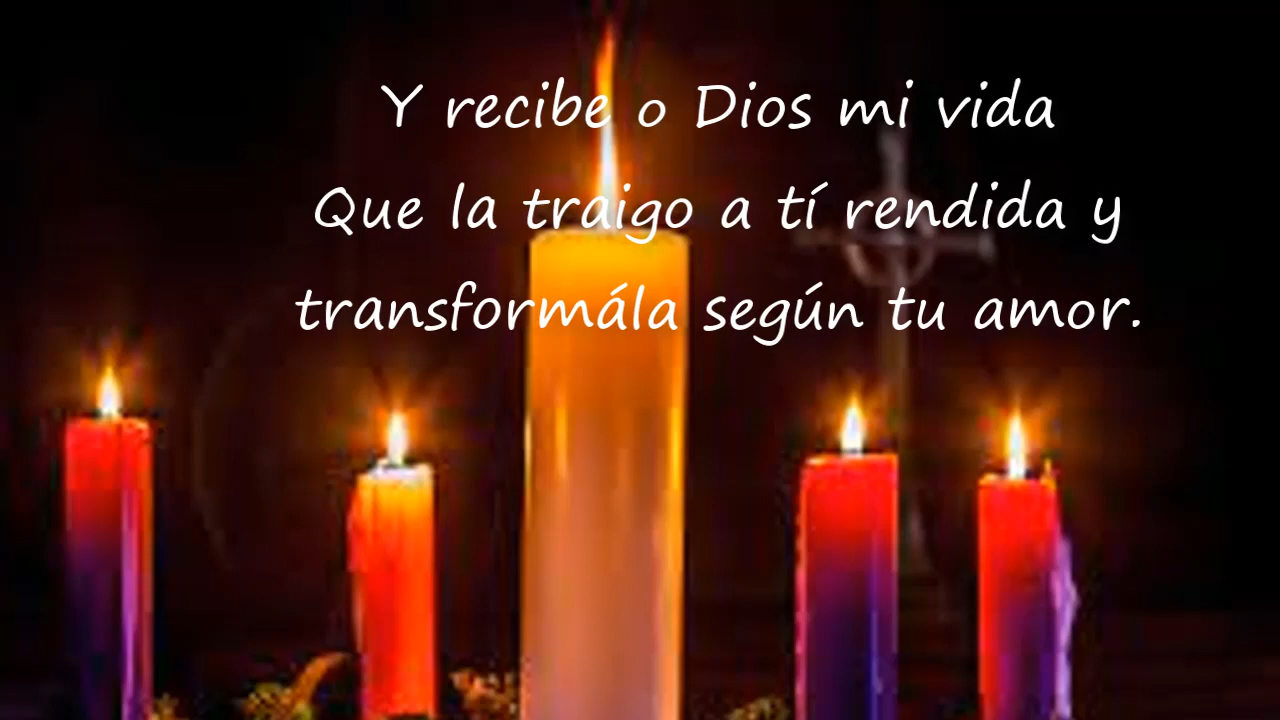 Y recibe o Dios mi vida
Que la traigo a tí rendida y
transformála según tu amor.